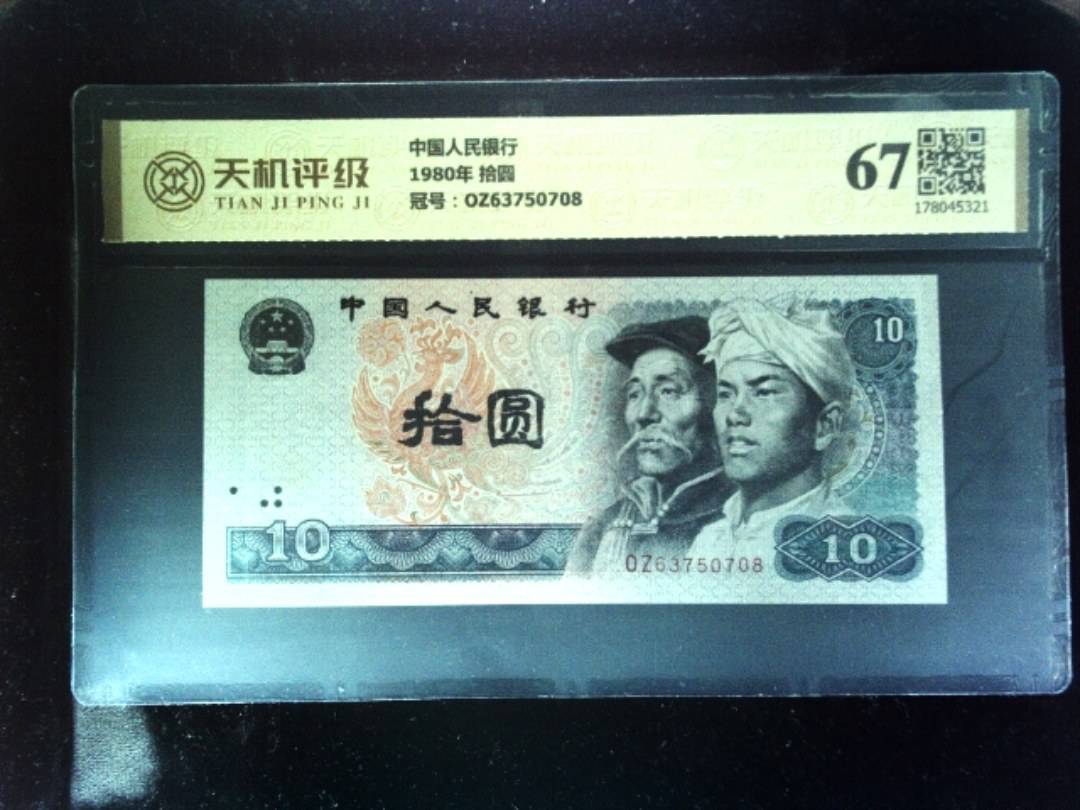 天机评级
TIAN JI PING JI
中国人民银行
1980年 拾圆
冠号：OZ63750708
67
178045321
中国人民银行
10
拾圆
10
OZ63750708
10